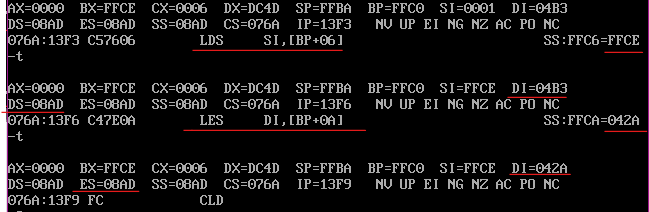 AX=0000 BX=FFCE CX=0006 DX=DC4D SP=FFBA BP=FFC0 SI=0001 DI=04B3
DS=08AD ES=08AD SS=08AD CS=076A IP=13F3 NV UP EI NG NZ AC PO NC
076A:13F3 C57606 LDS SI,[BP+06] SS:FFC6=FFCE
-t
AX=0000 BX=FFCE CX=0006 DX=DC4D SP=FFBA BP=FFC0 SI=FFCE DI=04B3
DS=08AD ES=08AD SS=08AD CS=076A IP=13F6 NV UP EI NG NZ AC PO NC
076A:13F6 C47E0A LES DI,[BP+0A] SS:FFCA=042A
-t
AX=0000 BX=FFCE CX=0006 DX=DC4D SP=FFBA BP=FFC0 SI=FFCE DI=042A
DS=08AD ES=08AD SS=08AD CS=076A IP=13F9 NV UP EI NG NZ AC PO NC
076A:13F9 FC CLD